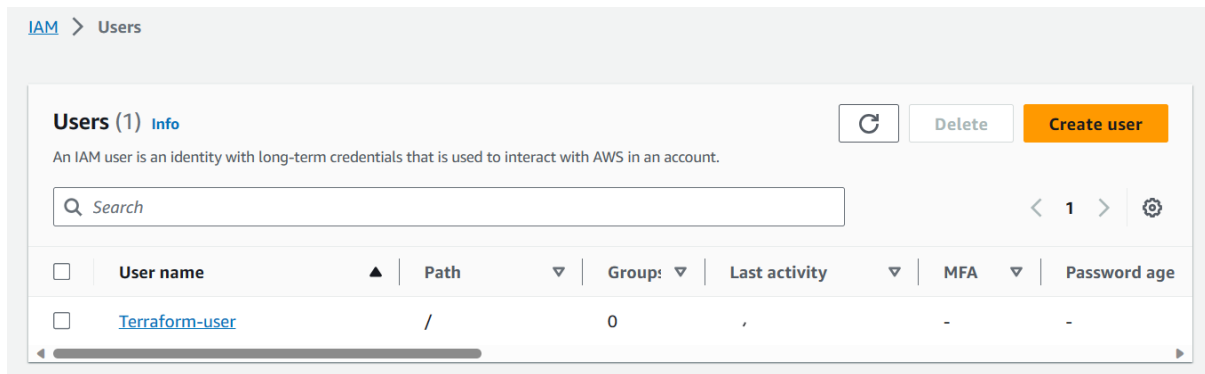 IAM > Users
Users (1) Info
Delete
Create user
An IAM user is an identity with long-term credentials that is used to interact with AWS in an account.
Search
1
User name Path Groups Last activity MFA Password age
Terraform-user / 0 - -